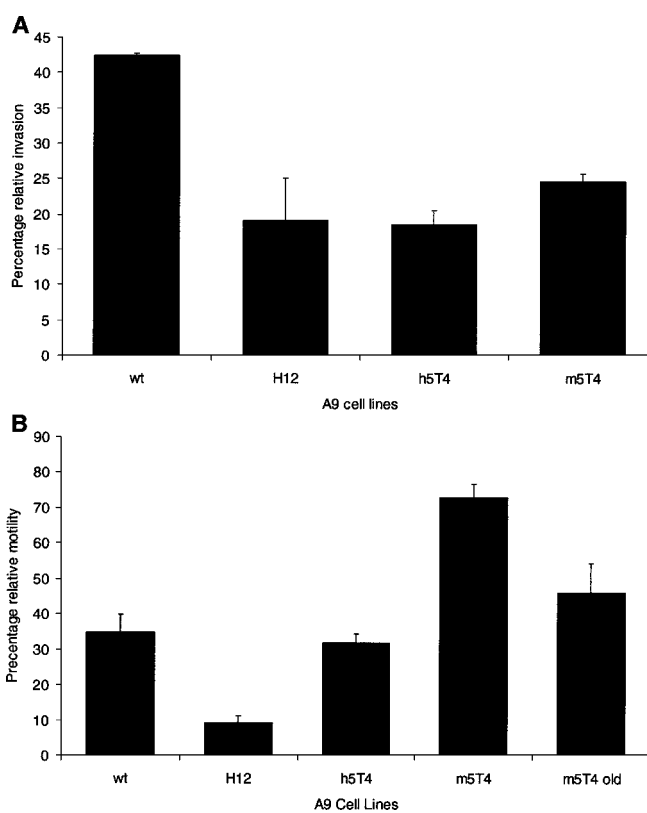 A
45
40
35
30
25
20
15
10
5
0
Percentage relative invasion
wt H12 h5T4 m5T4
A9 cell lines
B
90
80
70
60
50
40
30
20
10
0
Precentage relative motility
wt H12 h5T4 m5T4 m5T4 old
A9 Cell Lines